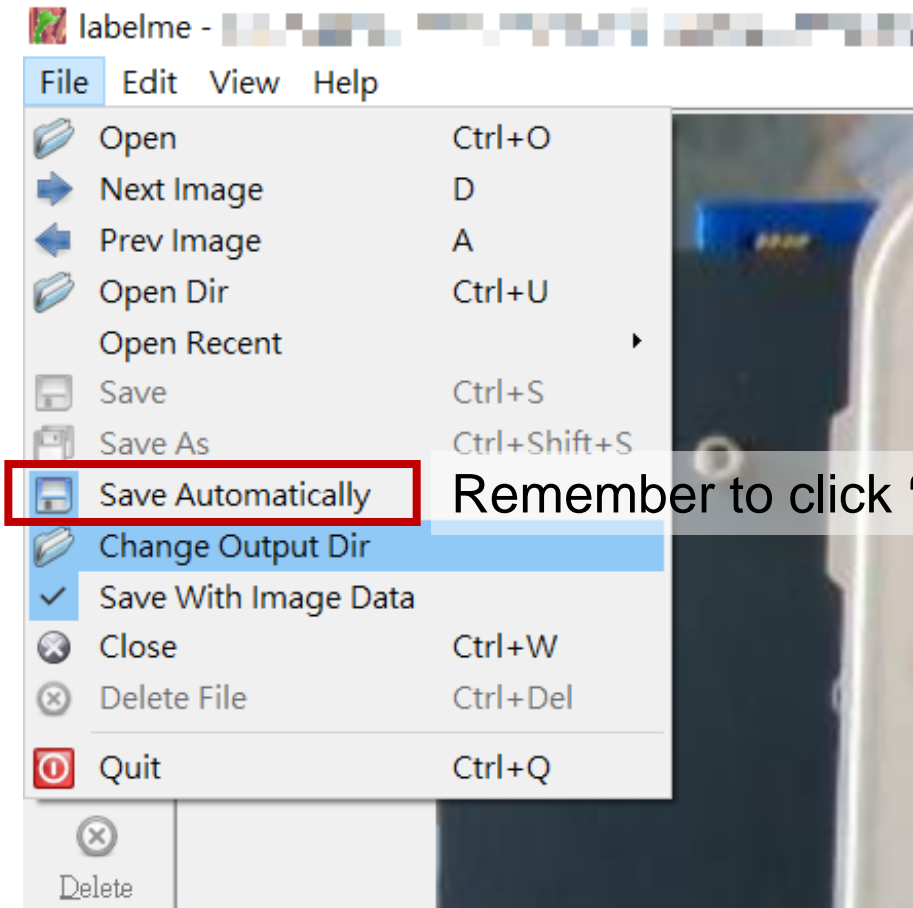 labelme -
File Edit View Help
Open Ctrl+O
Next Image D
Prev Image A
Open Dir Ctrl+U
Open Recent
Save Ctrl+S
Save As Ctrl+Shift+S
Save Automatically Remember to click "
Change Output Dir
Save With Image Data
Close Ctrl+W
Delete File Ctrl+Del
Quit Ctrl+Q
Delete